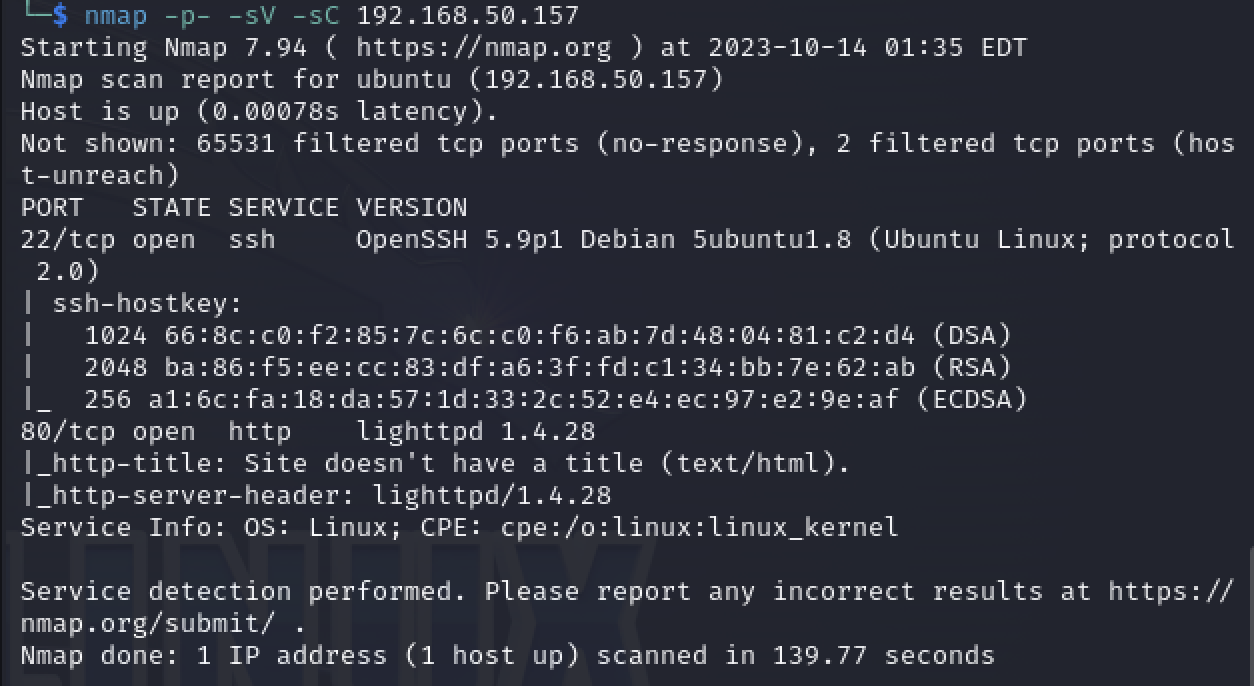 └─$ nmap -p- -sV -sC 192.168.50.157
Starting Nmap 7.94 ( https://nmap.org ) at 2023-10-14 01:35 EDT
Nmap scan report for ubuntu (192.168.50.157)
Host is up (0.00078s latency).
Not shown: 65531 filtered tcp ports (no-response), 2 filtered tcp ports (hos
t-unreach)
PORT   STATE SERVICE VERSION
22/tcp open  ssh     OpenSSH 5.9p1 Debian 5ubuntu1.8 (Ubuntu Linux; protocol
 2.0)
| ssh-hostkey:
|   1024 66:8c:c0:f2:85:7c:6c:c0:f6:ab:7d:48:04:81:c2:d4 (DSA)
|   2048 ba:86:f5:ee:cc:83:df:a6:3f:fd:c1:34:bb:7e:62:ab (RSA)
|_  256 a1:6c:fa:18:da:57:1d:33:2c:52:e4:ec:97:e2:9e:af (ECDSA)
80/tcp open  http    lighttpd 1.4.28
|_http-title: Site doesn't have a title (text/html).
|_http-server-header: lighttpd/1.4.28
Service Info: OS: Linux; CPE: cpe:/o:linux:linux_kernel

Service detection performed. Please report any incorrect results at https://
nmap.org/submit/ .
Nmap done: 1 IP address (1 host up) scanned in 139.77 seconds